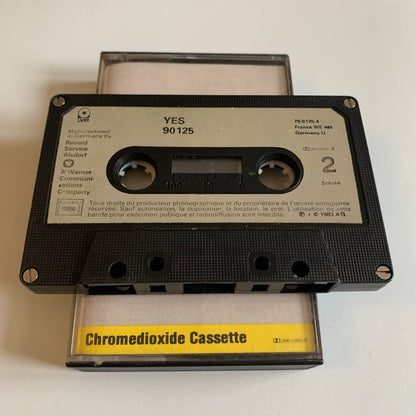 YES
90125
Manufactured
in Germany by
Record
Service
Alsdorf
A Warner
Communi-
cations
Company
79-0125-4
France WE
Germany U
2
Stereo
Tous droits du producteur phonographique et du propriétaire de l'œuvre enregistrée
réservés. Sauf autorisation, la duplication, la location, le prêt, l'utilisation de cette
bande pour exécution publique et radiodiffusion sont interdits.
℗ • © 1983 ATL
Chromedioxide Cassette